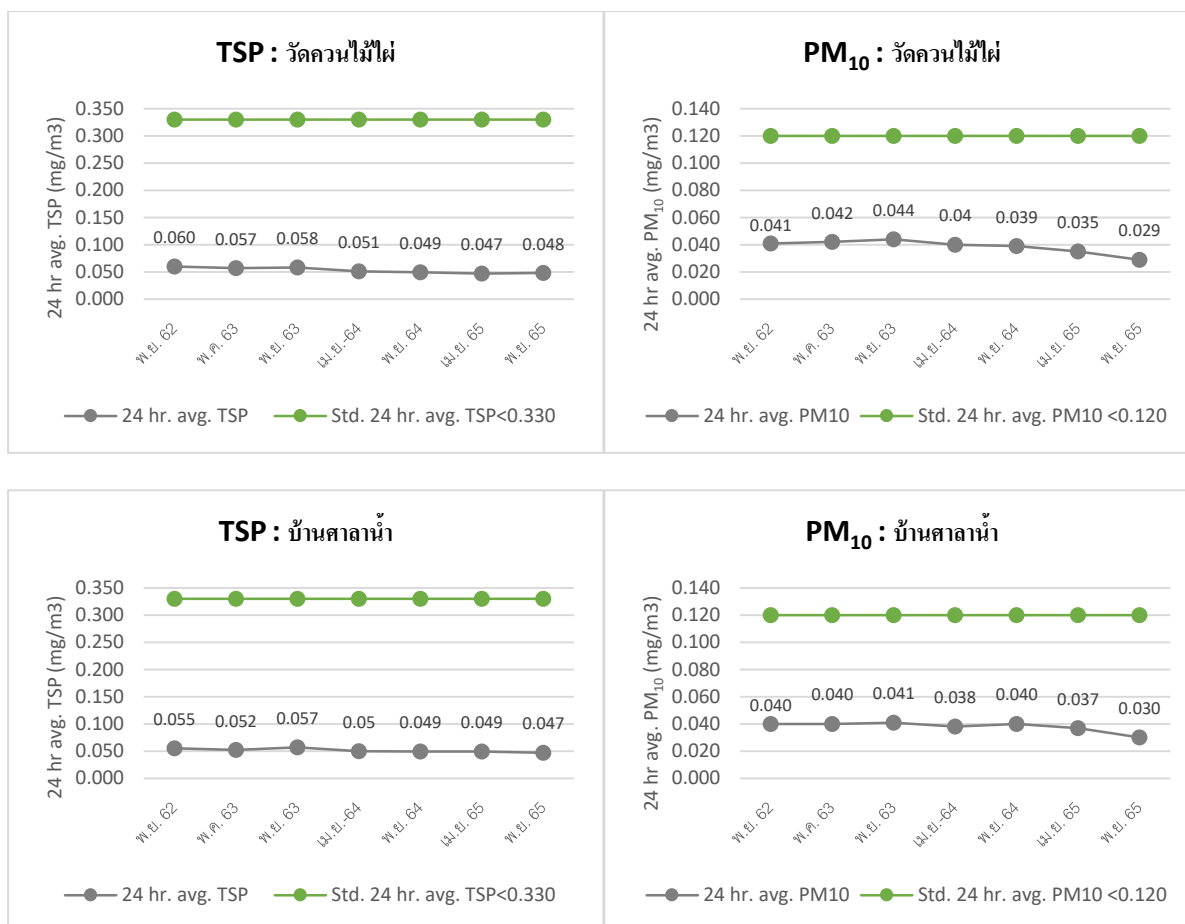 TSP : วัดควนไม้ไผ่
24 hr avg. TSP (mg/m3)
0.350
0.300
0.250
0.200
0.150
0.100
0.050
0.000
0.060 0.057 0.058 0.051 0.049 0.047 0.048
พ.ย. 62 พ.ค. 63 พ.ย. 63 เม.ย.-64 พ.ย. 64 เม.ย. 65 พ.ย. 65
24 hr. avg. TSP Std. 24 hr. avg. TSP<0.330
PM10 : วัดควนไม้ไผ่
24 hr avg. PM10 (mg/m3)
0.140
0.120
0.100
0.080
0.060
0.040
0.020
0.000
0.041 0.042 0.044 0.04 0.039 0.035 0.029
พ.ย. 62 พ.ค. 63 พ.ย. 63 เม.ย.-64 พ.ย. 64 เม.ย. 65 พ.ย. 65
24 hr. avg. PM10 Std. 24 hr. avg. PM10 <0.120
TSP : บ้านศาลาน้ำ
24 hr avg. TSP (mg/m3)
0.350
0.300
0.250
0.200
0.150
0.100
0.050
0.000
0.055 0.052 0.057 0.05 0.049 0.049 0.047
พ.ย. 62 พ.ค. 63 พ.ย. 63 เม.ย.-64 พ.ย. 64 เม.ย. 65 พ.ย. 65
24 hr. avg. TSP Std. 24 hr. avg. TSP<0.330
PM10 : บ้านศาลาน้ำ
24 hr avg. PM10 (mg/m3)
0.140
0.120
0.100
0.080
0.060
0.040
0.020
0.000
0.040 0.040 0.041 0.038 0.040 0.037 0.030
พ.ย. 62 พ.ค. 63 พ.ย. 63 เม.ย.-64 พ.ย. 64 เม.ย. 65 พ.ย. 65
24 hr. avg. PM10 Std. 24 hr. avg. PM10 <0.120